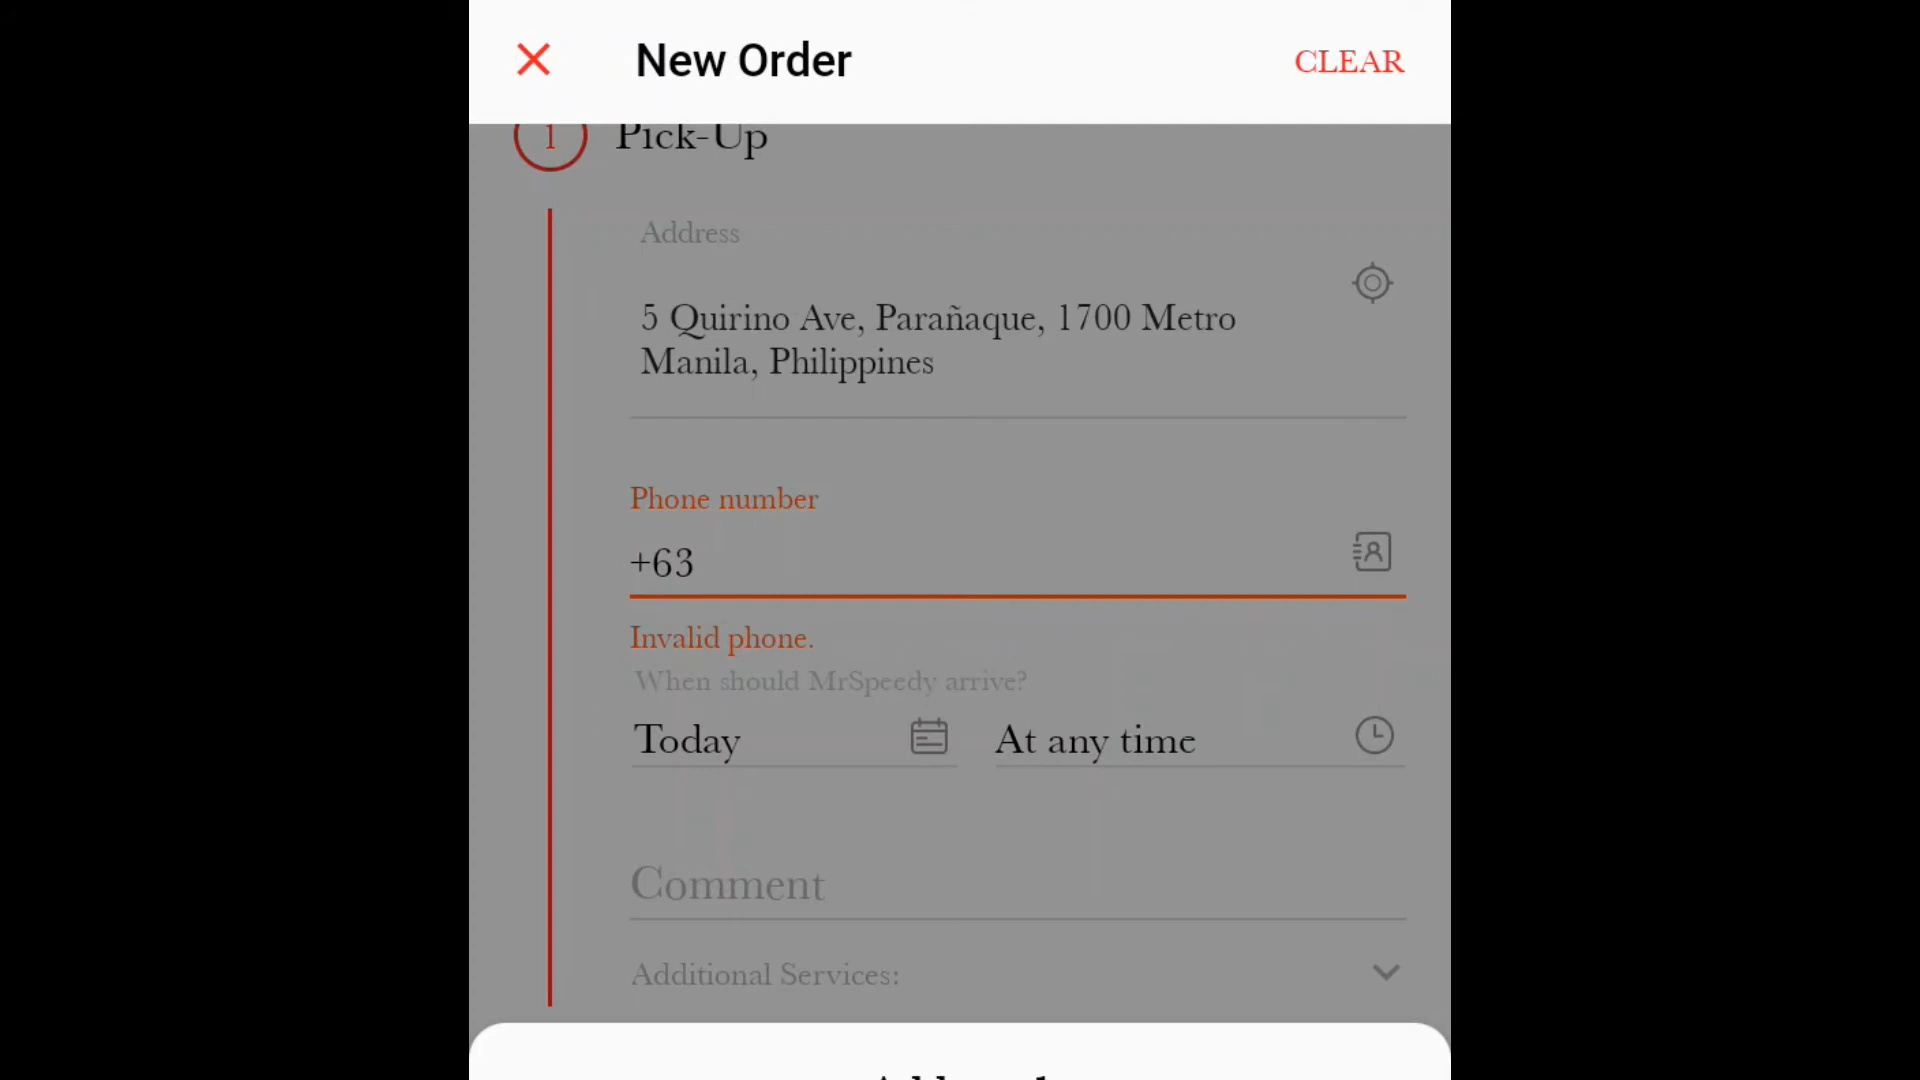 New Order
CLEAR
1
Pick-Up
Address
5 Quirino Ave, Parañaque, 1700 Metro
Manila, Philippines
Phone number
+63
Invalid phone.
When should MrSpeedy arrive?
Today
At any time
Comment
Additional Services: